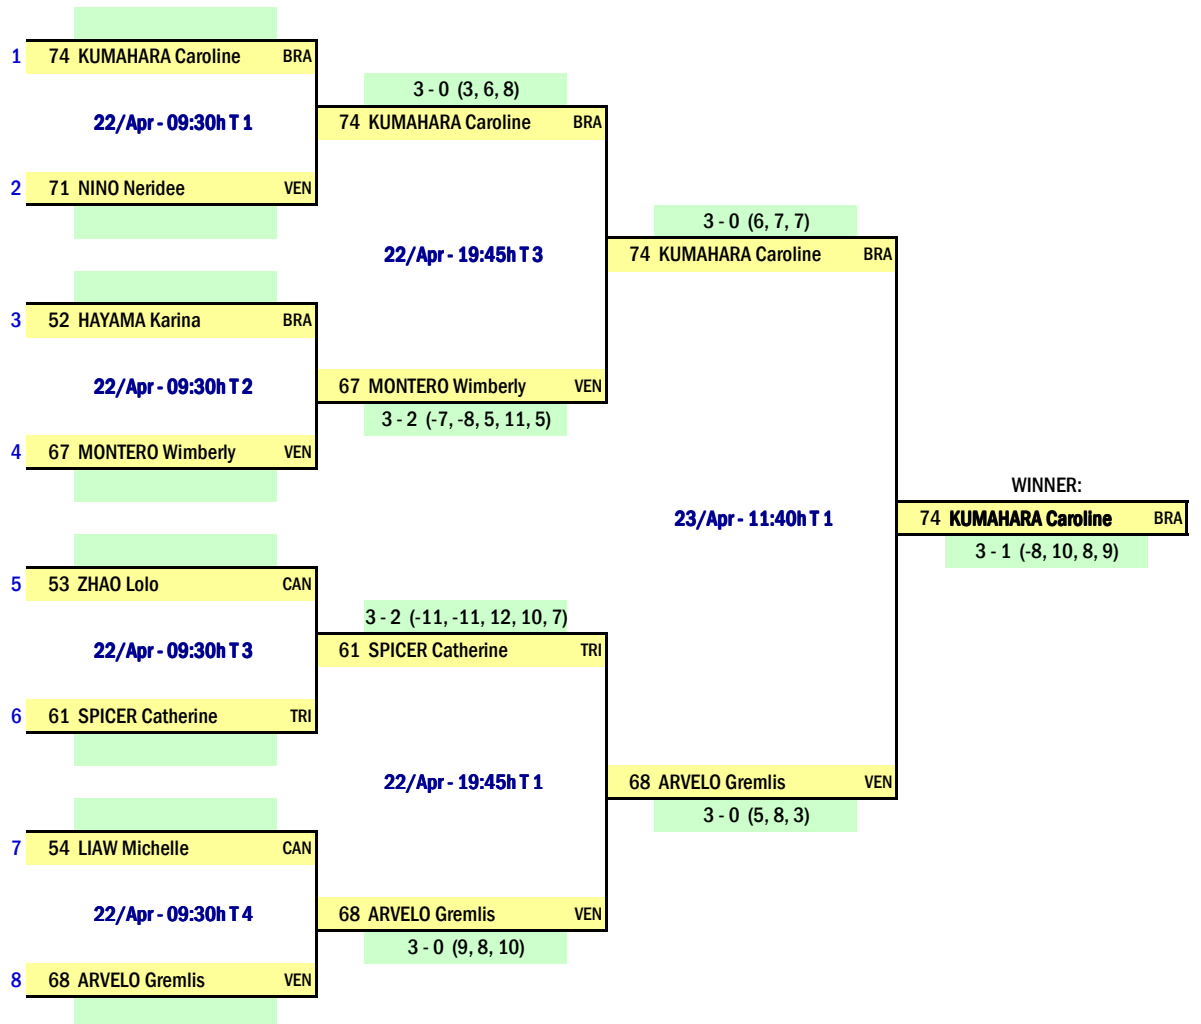 1 74 KUMAHARA Caroline BRA
22/Apr - 09:30h T 1
2 71 NINO Neridee VEN
3 52 HAYAMA Karina BRA
22/Apr - 09:30h T 2
4 67 MONTERO Wimberly VEN
5 53 ZHAO Lolo CAN
22/Apr - 09:30h T 3
6 61 SPICER Catherine TRI
7 54 LIAW Michelle CAN
22/Apr - 09:30h T 4
8 68 ARVELO Gremlis VEN
3 - 0 (3, 6, 8)
74 KUMAHARA Caroline BRA
22/Apr - 19:45h T 3
67 MONTERO Wimberly VEN
3 - 2 (-7, -8, 5, 11, 5)
3 - 2 (-11, -11, 12, 10, 7)
61 SPICER Catherine TRI
22/Apr - 19:45h T 1
68 ARVELO Gremlis VEN
3 - 0 (9, 8, 10)
3 - 0 (6, 7, 7)
74 KUMAHARA Caroline BRA
23/Apr - 11:40h T 1
68 ARVELO Gremlis VEN
3 - 0 (5, 8, 3)
WINNER:
74 KUMAHARA Caroline BRA
3 - 1 (-8, 10, 8, 9)